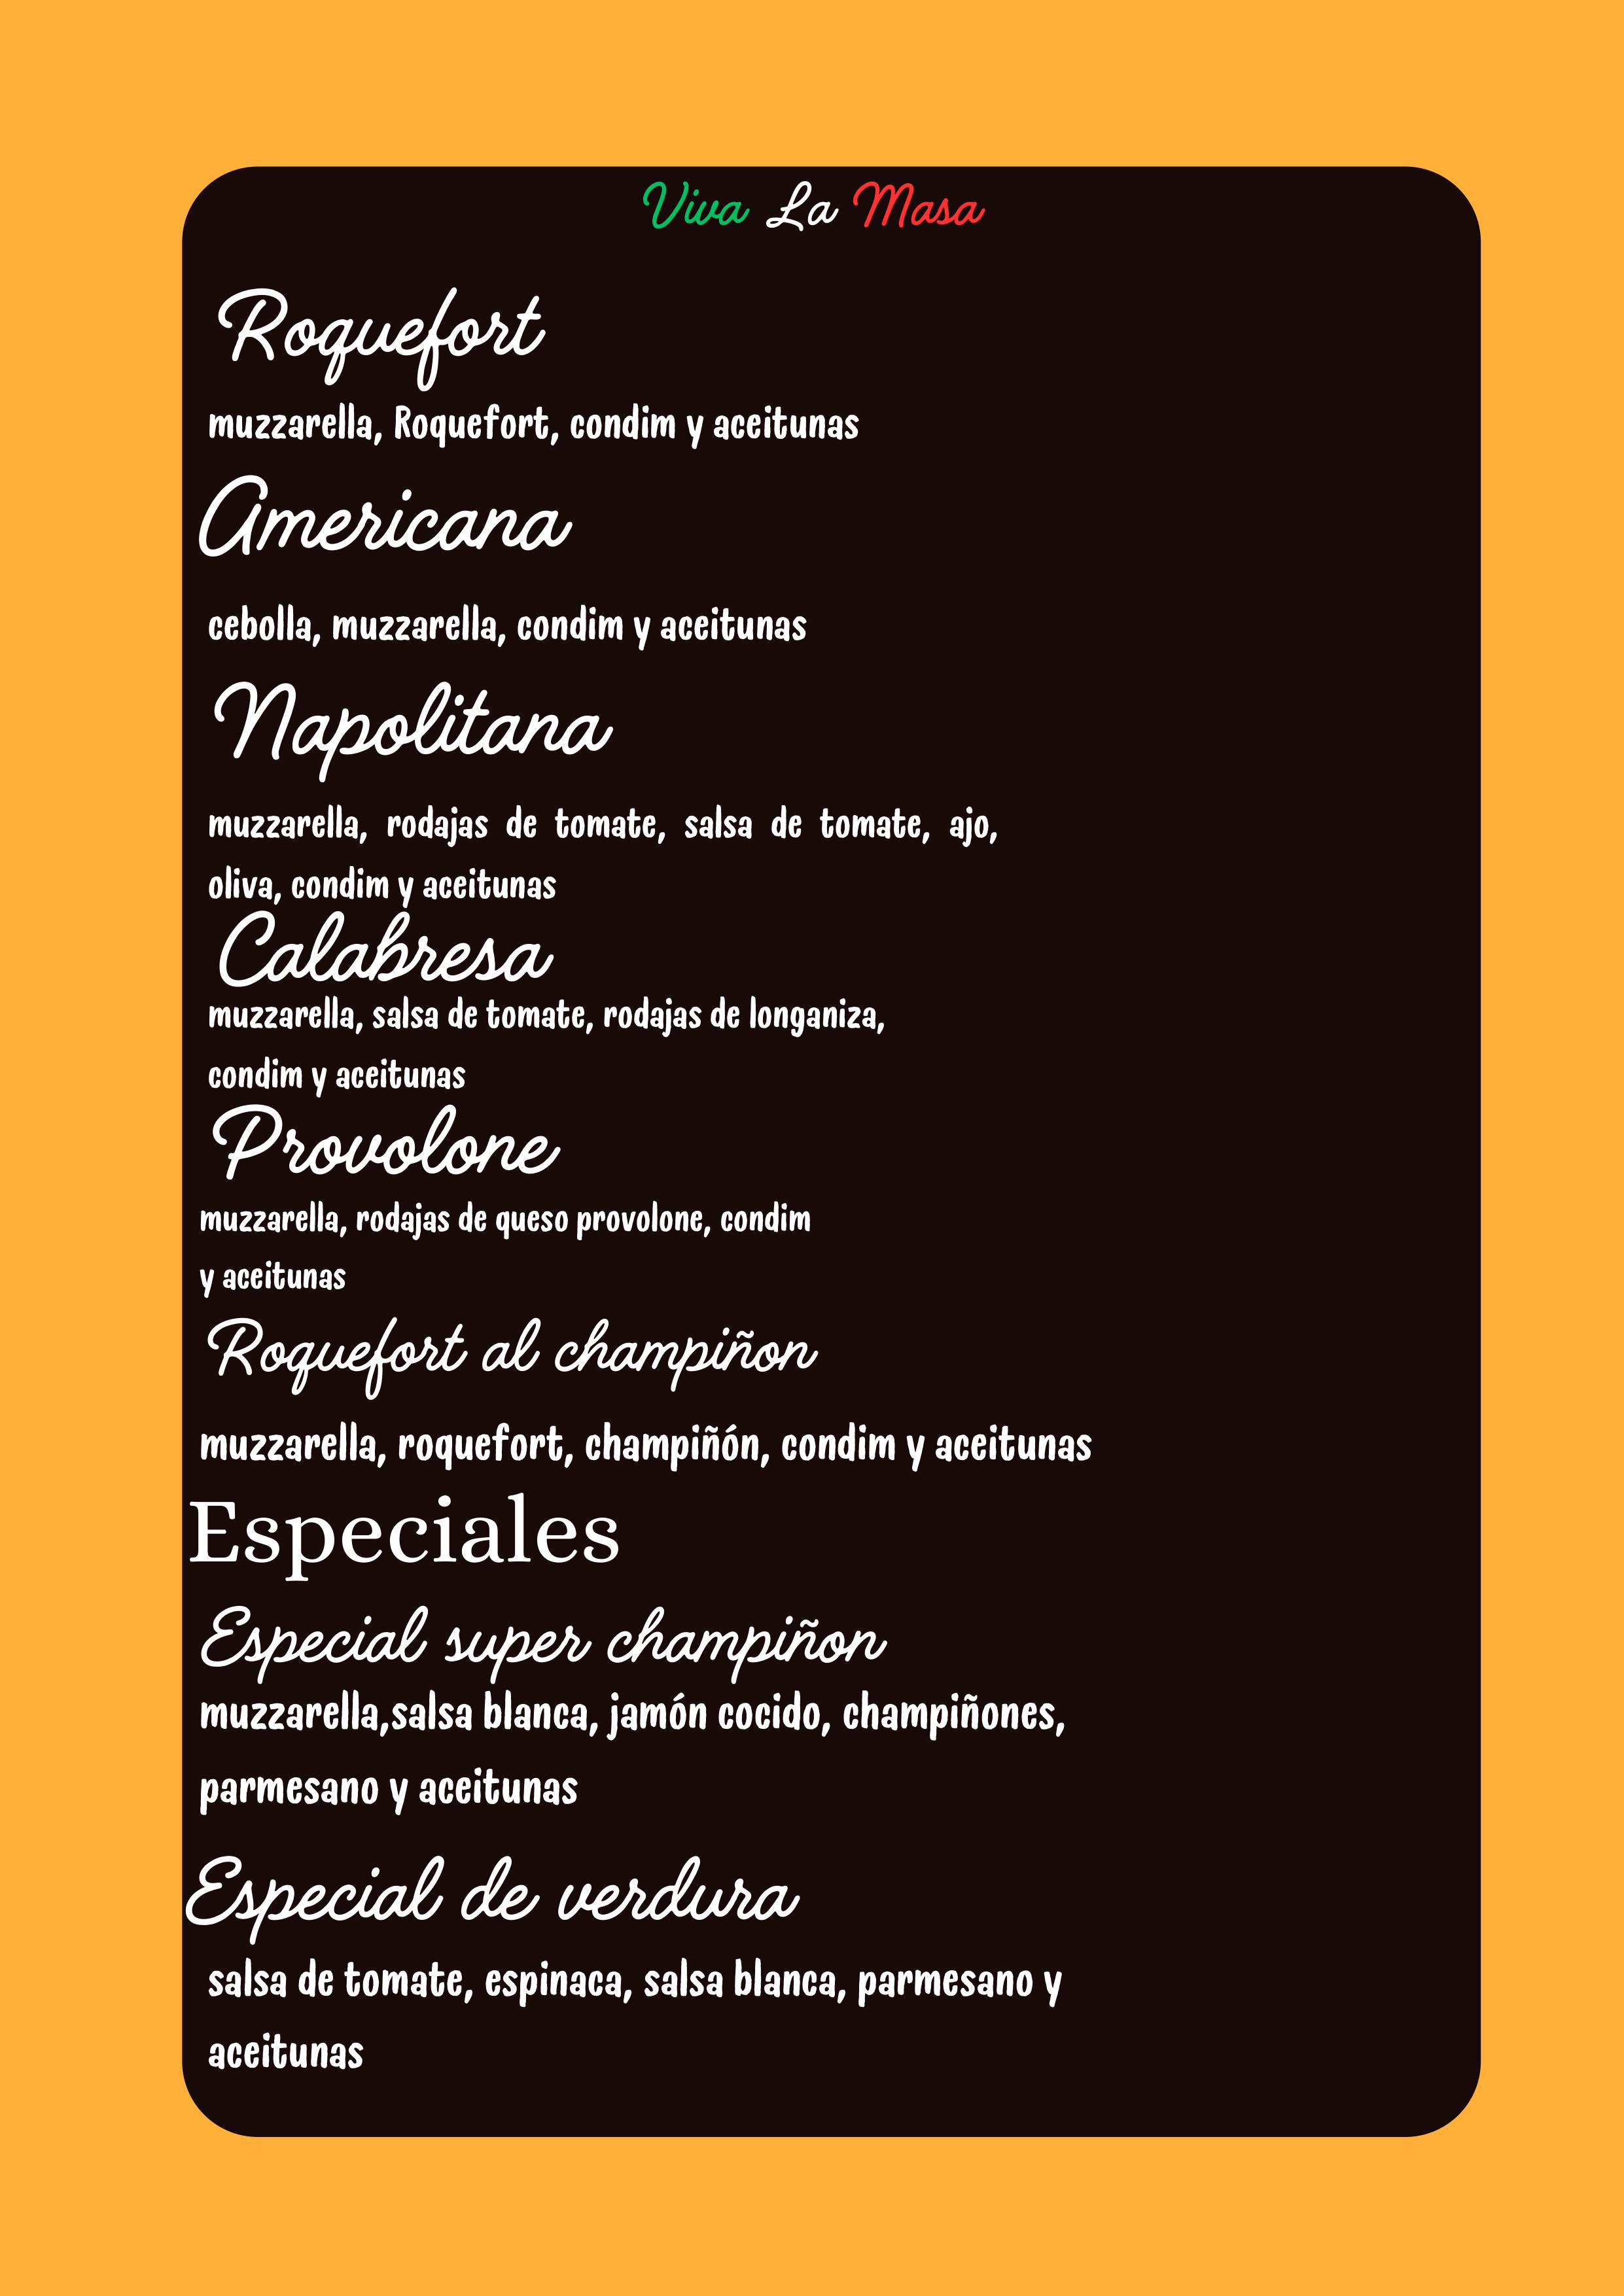 Viva La Masa
Roquefort
muzzarella, Roquefort, condim y aceitunas
Americana
cebolla, muzzarella, condim y aceitunas
Napolitana
muzzarella, rodajas de tomate, salsa de tomate, ajo,
oliva, condim y aceitunas
Calabresa
muzzarella, salsa de tomate, rodajas de longaniza,
condim y aceitunas
Provolone
muzzarella, rodajas de queso provolone, condim
y aceitunas
Roquefort al champiñon
muzzarella, roquefort, champiñón, condim y aceitunas
Especiales
Especial super champiñon
muzzarella,salsa blanca, jamón cocido, champiñones,
parmesano y aceitunas
Especial de verdura
salsa de tomate, espinaca, salsa blanca, parmesano y
aceitunas